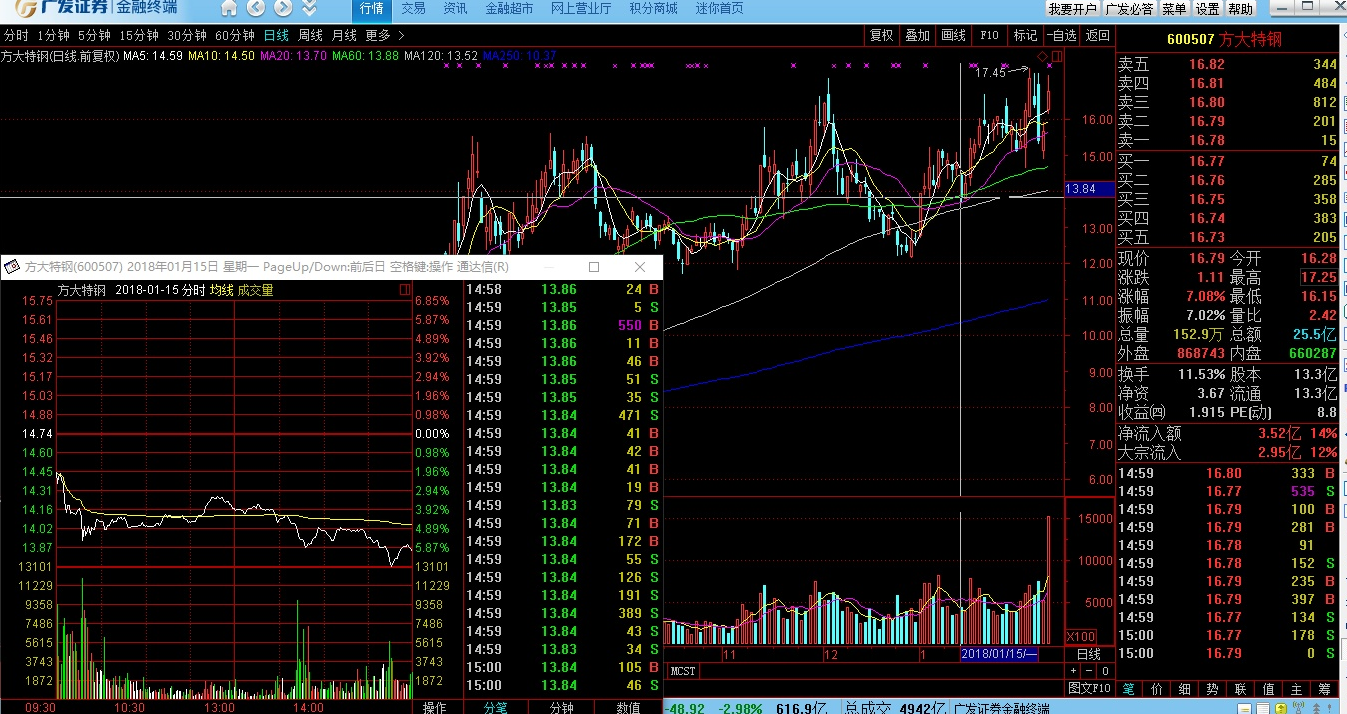 广发证券 金融终端
行情 交易 资讯 金融超市 网上营业厅 积分商城 迷你首页
我要开户 广发必答 菜单 设置 帮助
分时 1分钟 5分钟 15分钟 30分钟 60分钟 日线 周线 月线 更多 >
复权 叠加 画线 F10 标记 -自选 返回
600507 方大特钢
方大特钢(日线.前复权) MA5: 14.59 MA10: 14.50 MA20: 13.70 MA60: 13.88 MA120: 13.52 MA250: 10.37
17.45
16.00
15.00
13.84
13.00
12.00
11.00
10.00
9.00
8.00
7.00
6.00
15000
10000
5000
X100
11 12 1 2018/01/15/一 日线
MCST
+ - 0
图文F10
方大特钢(600507) 2018年01月15日 星期一 PageUp/Down:前后日 空格键:操作 通达信(R)
方大特钢 2018-01-15 分时 均线 成交量
15.75 6.85%
15.61 5.87%
15.46 4.89%
15.32 3.92%
15.17 2.94%
15.03 1.96%
14.88 0.98%
14.74 0.00%
14.60 0.98%
14.45 1.96%
14.31 2.94%
14.16 3.92%
14.02 4.89%
13.87 5.87%
13101 13101
11229 11229
9358 9358
7486 7486
5615 5615
3743 3743
1872 1872
09:30 10:30 13:00 14:00 操作
14:58 13.86 24 B
14:59 13.85 5 S
14:59 13.86 550 B
14:59 13.86 11 B
14:59 13.86 46 B
14:59 13.85 51 S
14:59 13.85 35 S
14:59 13.84 471 S
14:59 13.84 41 B
14:59 13.84 42 B
14:59 13.84 41 B
14:59 13.84 19 B
14:59 13.83 79 S
14:59 13.84 71 B
14:59 13.84 172 B
14:59 13.84 55 S
14:59 13.84 126 S
14:59 13.84 191 S
14:59 13.84 389 S
14:59 13.84 43 S
14:59 13.83 34 S
15:00 13.84 105 B
15:00 13.84 46 S
分笔 分钟 数值
卖五 16.82 344
卖四 16.81 484
卖三 16.80 812
卖二 16.79 201
卖一 16.78 15
买一 16.77 74
买二 16.76 285
买三 16.75 358
买四 16.74 383
买五 16.73 205
现价 16.79 今开 16.28
涨跌 1.11 最高 17.25
涨幅 7.08% 最低 16.15
振幅 7.02% 量比 2.42
总量 152.9万 总额 25.5亿
外盘 868743 内盘 660287
换手 11.53% 股本 13.3亿
净资 3.67 流通 13.3亿
收益(四) 1.915 PE(动) 8.8
净流入额 3.52亿 14%
大宗流入 2.95亿 12%
14:59 16.80 333 B
14:59 16.77 535 S
14:59 16.79 100 B
14:59 16.79 281 B
14:59 16.78 91
14:59 16.78 152 S
14:59 16.79 235 B
14:59 16.79 397 B
14:59 16.77 134 S
15:00 16.77 178 S
15:00 16.79 0 S
笔 价 细 势 联 值 主 筹
-48.92 -2.98% 616.9亿 总成交 4942亿 广发证券金融终端